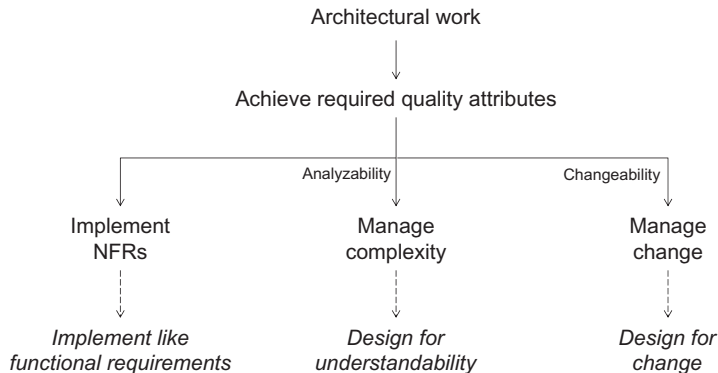 Architectural work
Achieve required quality attributes
Analyzability
Changeability
Implement
NFRs
Manage
complexity
Manage
change
Implement like
functional requirements
Design for
understandability
Design for
change